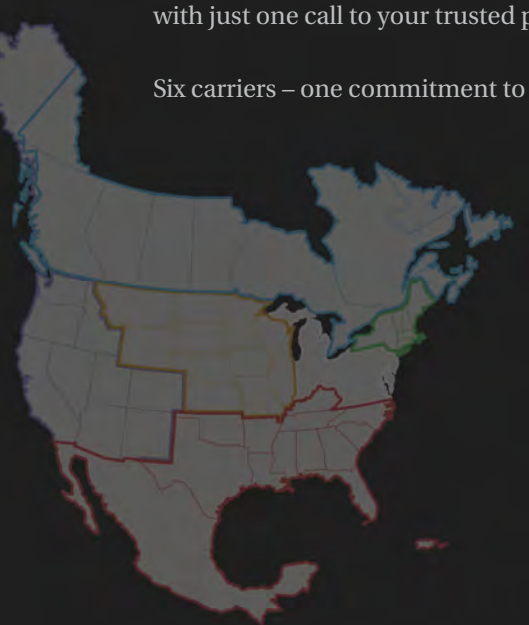 with just one call to your trusted
Six carriers – one commitment to